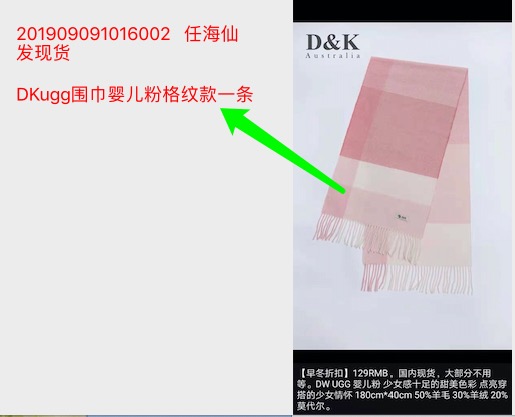 201909091016002 任海仙
发现货
DKugg围巾婴儿粉格纹款一条
D&K
Australia
【早冬折扣】129RMB。国内现货，大部分不用
等。DW UGG 婴儿粉 少女感十足的甜美色彩 点亮穿
搭的少女情怀 180cm*40cm 50%羊毛 30%羊绒 20%
莫代尔。